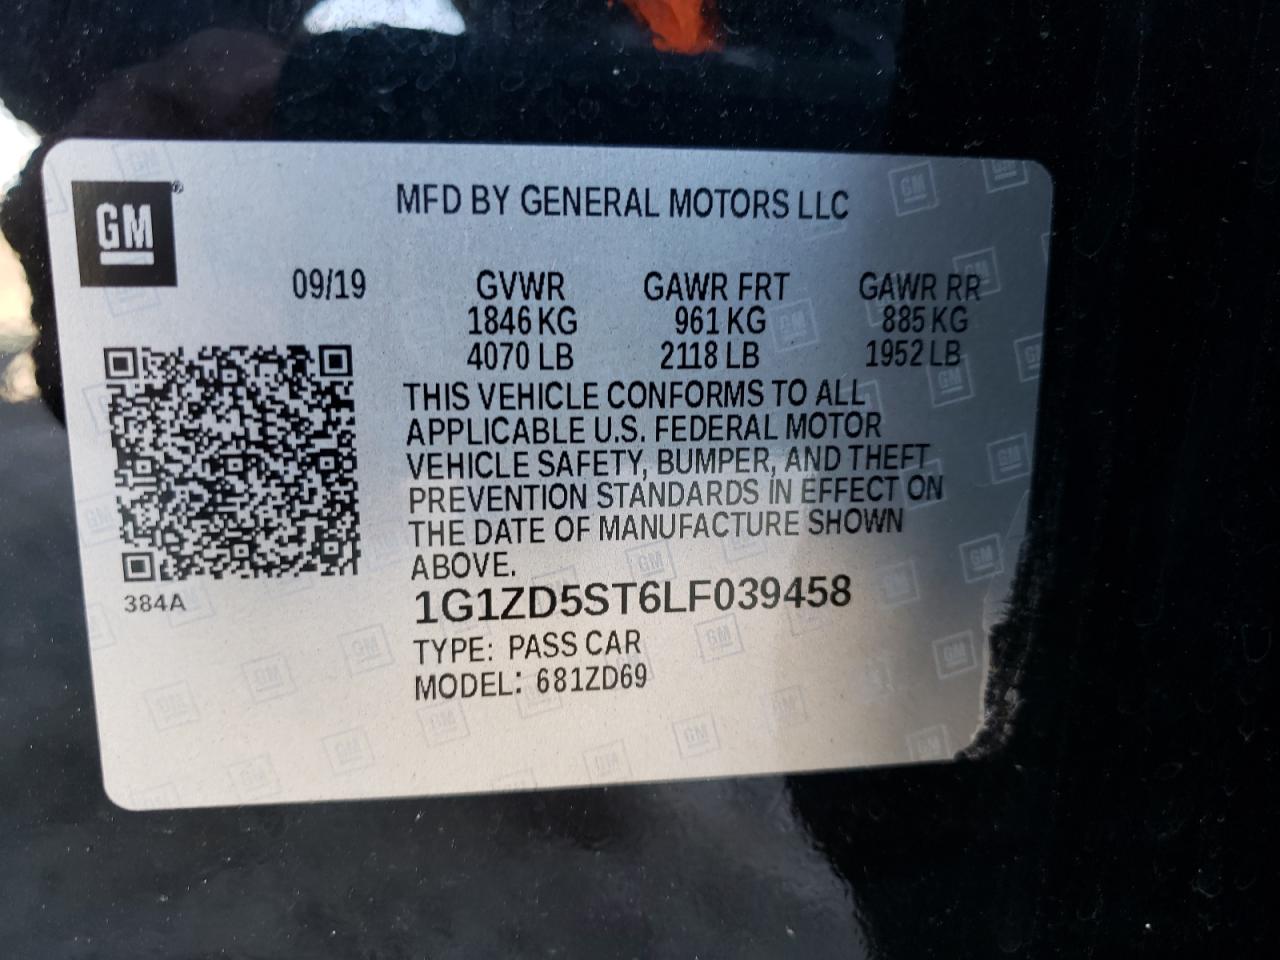 GM®
MFD BY GENERAL MOTORS LLC
09/19 GVWR GAWR FRT GAWR RR
1846 KG 961 KG 885 KG
4070 LB 2118 LB 1952 LB
THIS VEHICLE CONFORMS TO ALL
APPLICABLE U.S. FEDERAL MOTOR
VEHICLE SAFETY, BUMPER, AND THEFT
PREVENTION STANDARDS IN EFFECT ON
THE DATE OF MANUFACTURE SHOWN
ABOVE.
384A
1G1ZD5ST6LF039458
TYPE: PASS CAR
MODEL: 681ZD69